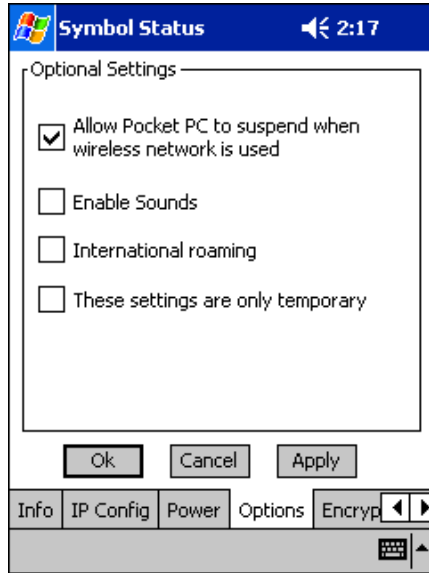 Symbol Status 2:17
Optional Settings
Allow Pocket PC to suspend when
wireless network is used
Enable Sounds
International roaming
These settings are only temporary
Ok Cancel Apply
Info IP Config Power Options Encryp